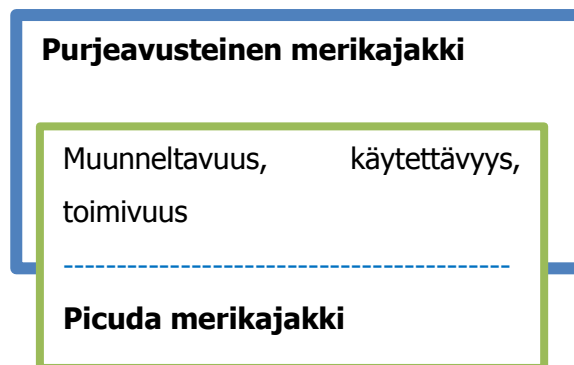 Purjeavusteinen merikajakki
Muunneltavuus, käytettävyys,
toimivuus
Picuda merikajakki